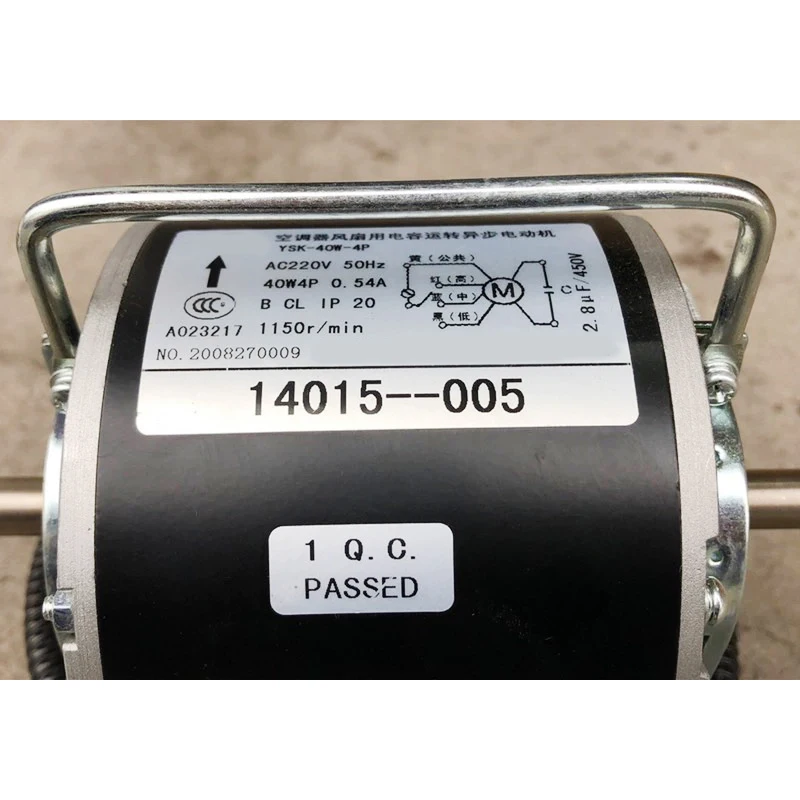 空调器风扇用电容运转异步电动机
YSK-40W-4P
AC220V 50Hz
40W4P 0.54A
CCC
B CL IP 20
A023217 1150r/min
NO. 2008270009
黄(公共)
红(高)
蓝(中)
黑(低)
M
C
2.8μF/450V
14015--005
1 Q.C.
PASSED